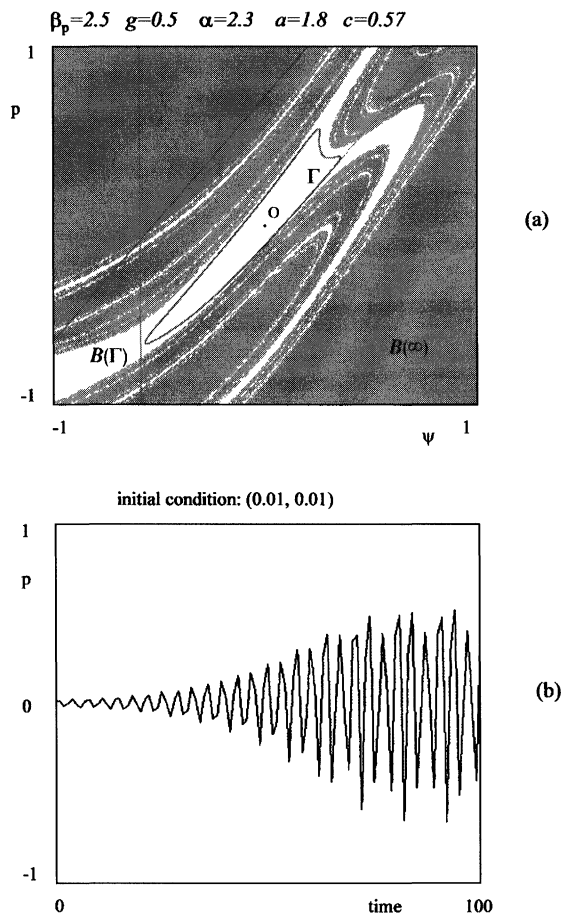 βp=2.5 g=0.5 α=2.3 a=1.8 c=0.57
1
p
Γ
O
(a)
B(Γ)
B(∞)
-1
-1
ψ
1
initial condition: (0.01, 0.01)
1
p
0
(b)
-1
0
time
100